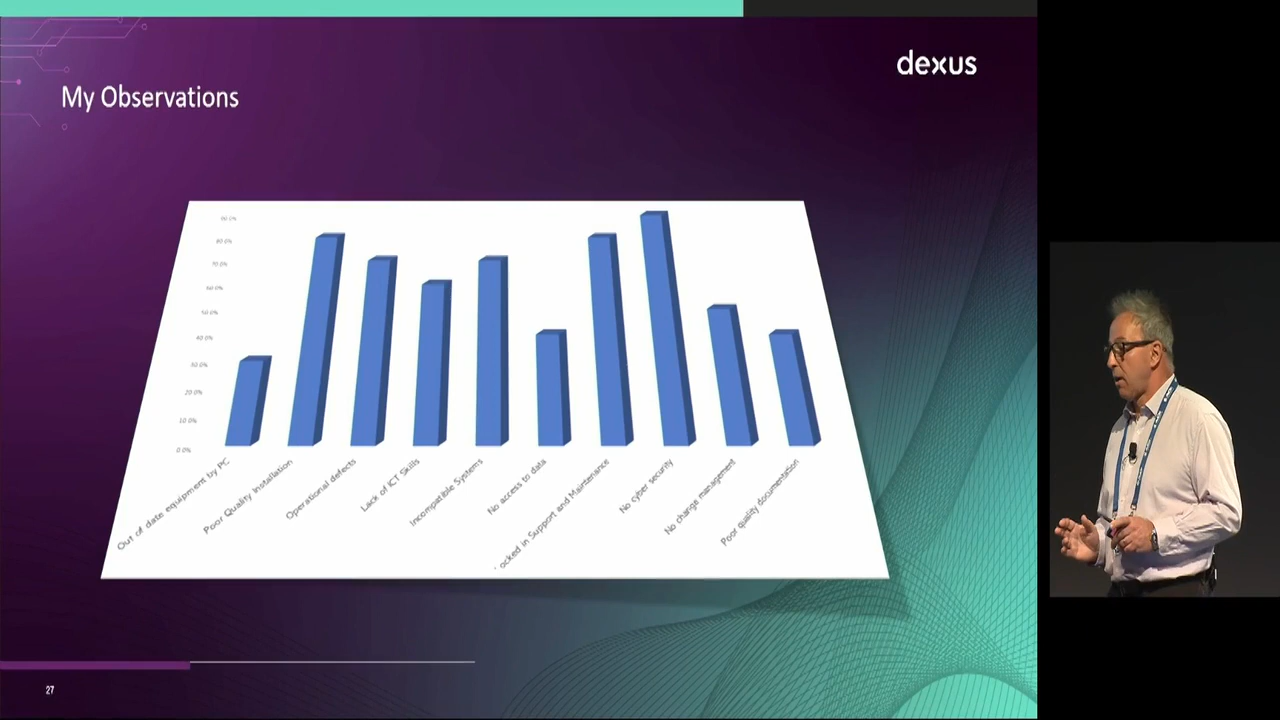 dexus
My Observations
90.0%
80.0%
70.0%
60.0%
50.0%
40.0%
30.0%
20.0%
10.0%
0.0%
Out of date equipment by PC
Poor Quality Installation
Operational defects
Lack of ICT Skills
Incompatible Systems
No access to data
ocked in Support and Maintenance
No cyber security
No change management
Poor quality documentation
27